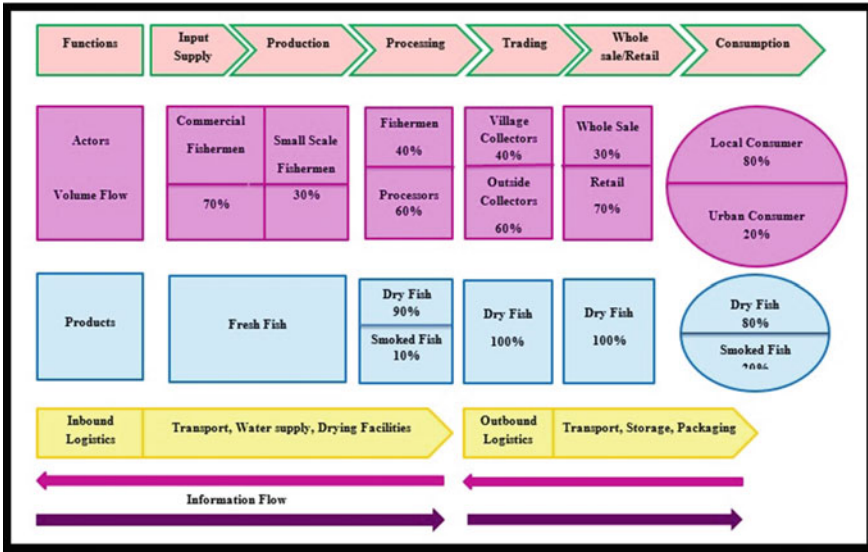 Functions
Input
Supply
Production
Processing
Trading
Whole
sale/Retail
Consumption
Actors
Volume Flow
Commercial
Fishermen
70%
Small Scale
Fishermen
30%
Fishermen
40%
Processors
60%
Village
Collectors
40%
Outside
Collectors
60%
Whole Sale
30%
Retail
70%
Local Consumer
80%
Urban Consumer
20%
Products
Fresh Fish
Dry Fish
90%
Smoked Fish
10%
Dry Fish
100%
Dry Fish
100%
Dry Fish
80%
Smoked Fish
20%
Inbound
Logistics
Transport, Water supply, Drying Facilities
Outbound
Logistics
Transport, Storage, Packaging
Information Flow